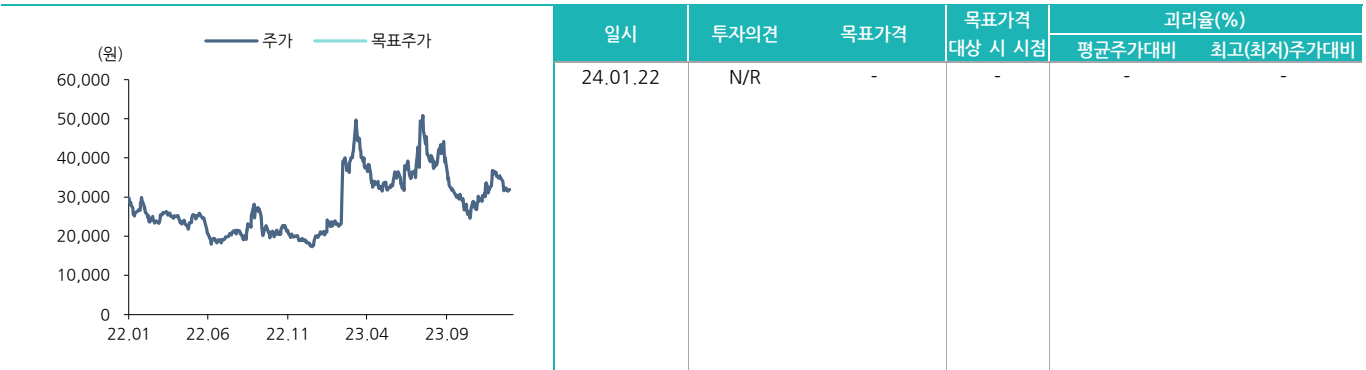 주가 목표주가
(원)
60,000
50,000
40,000
30,000
20,000
10,000
0
22.01 22.06 22.11 23.04 23.09
일시 투자의견 목표가격 목표가격 괴리율(%)
대상 시 시점 평균주가대비 최고(최저)주가대비
24.01.22 N/R - - - -